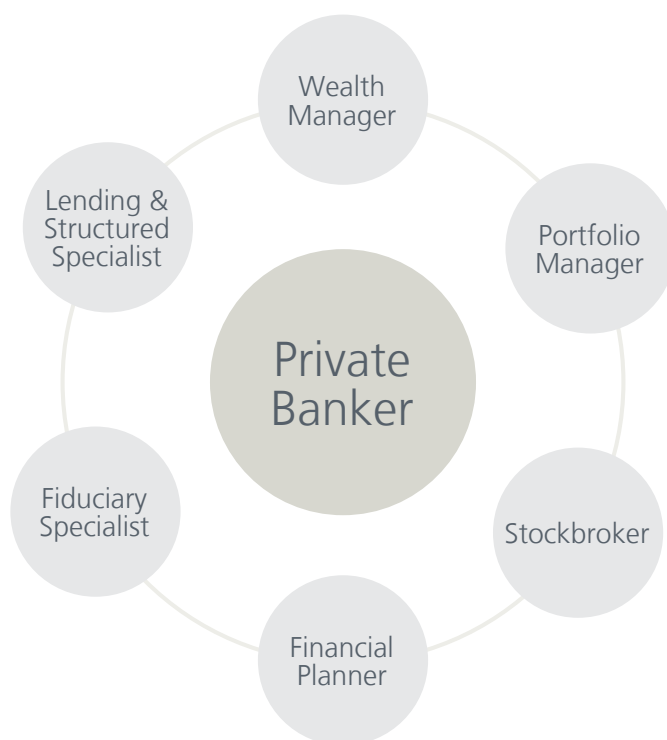 Wealth
Manager
Lending &
Structured
Specialist
Portfolio
Manager
Private
Banker
Fiduciary
Specialist
Stockbroker
Financial
Planner